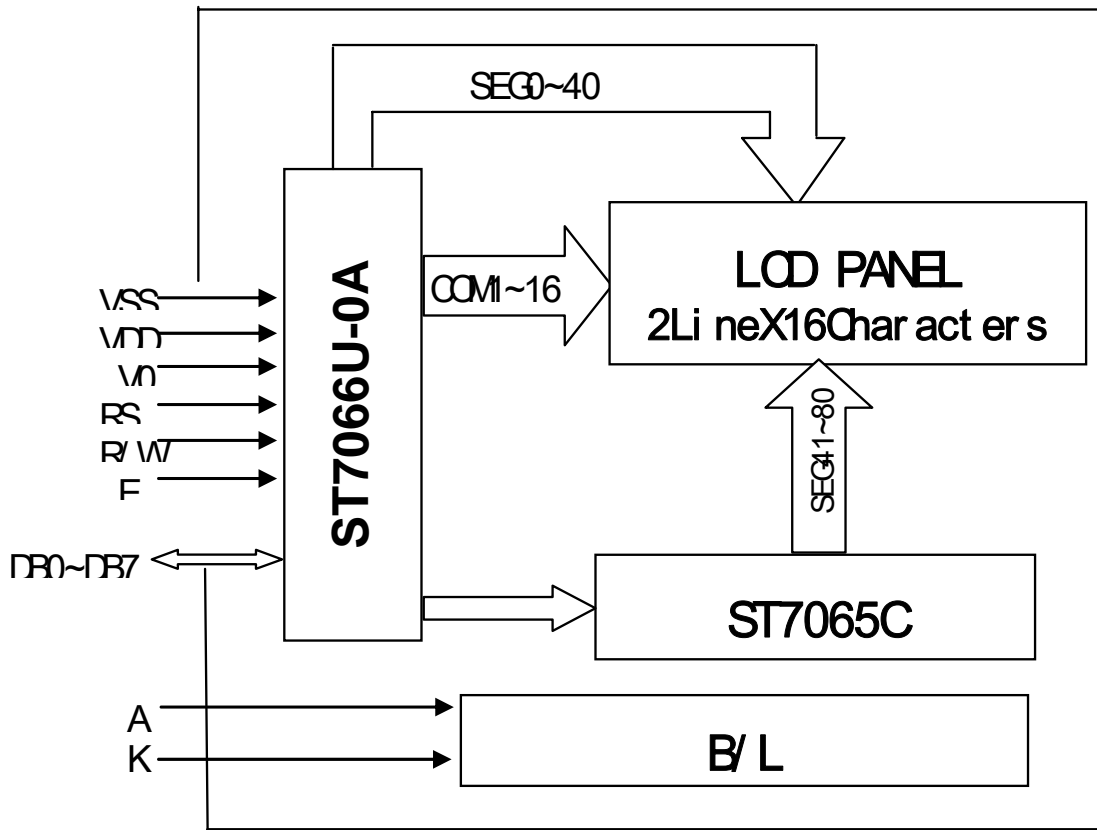 SEG0~40
LCD PANEL
2LineX16Characters
COM1~16
ST7066U-0A
VSS
VDD
V0
RS
R/W
E
DB0~DB7
SEG41~80
ST7065C
A
K
B/L